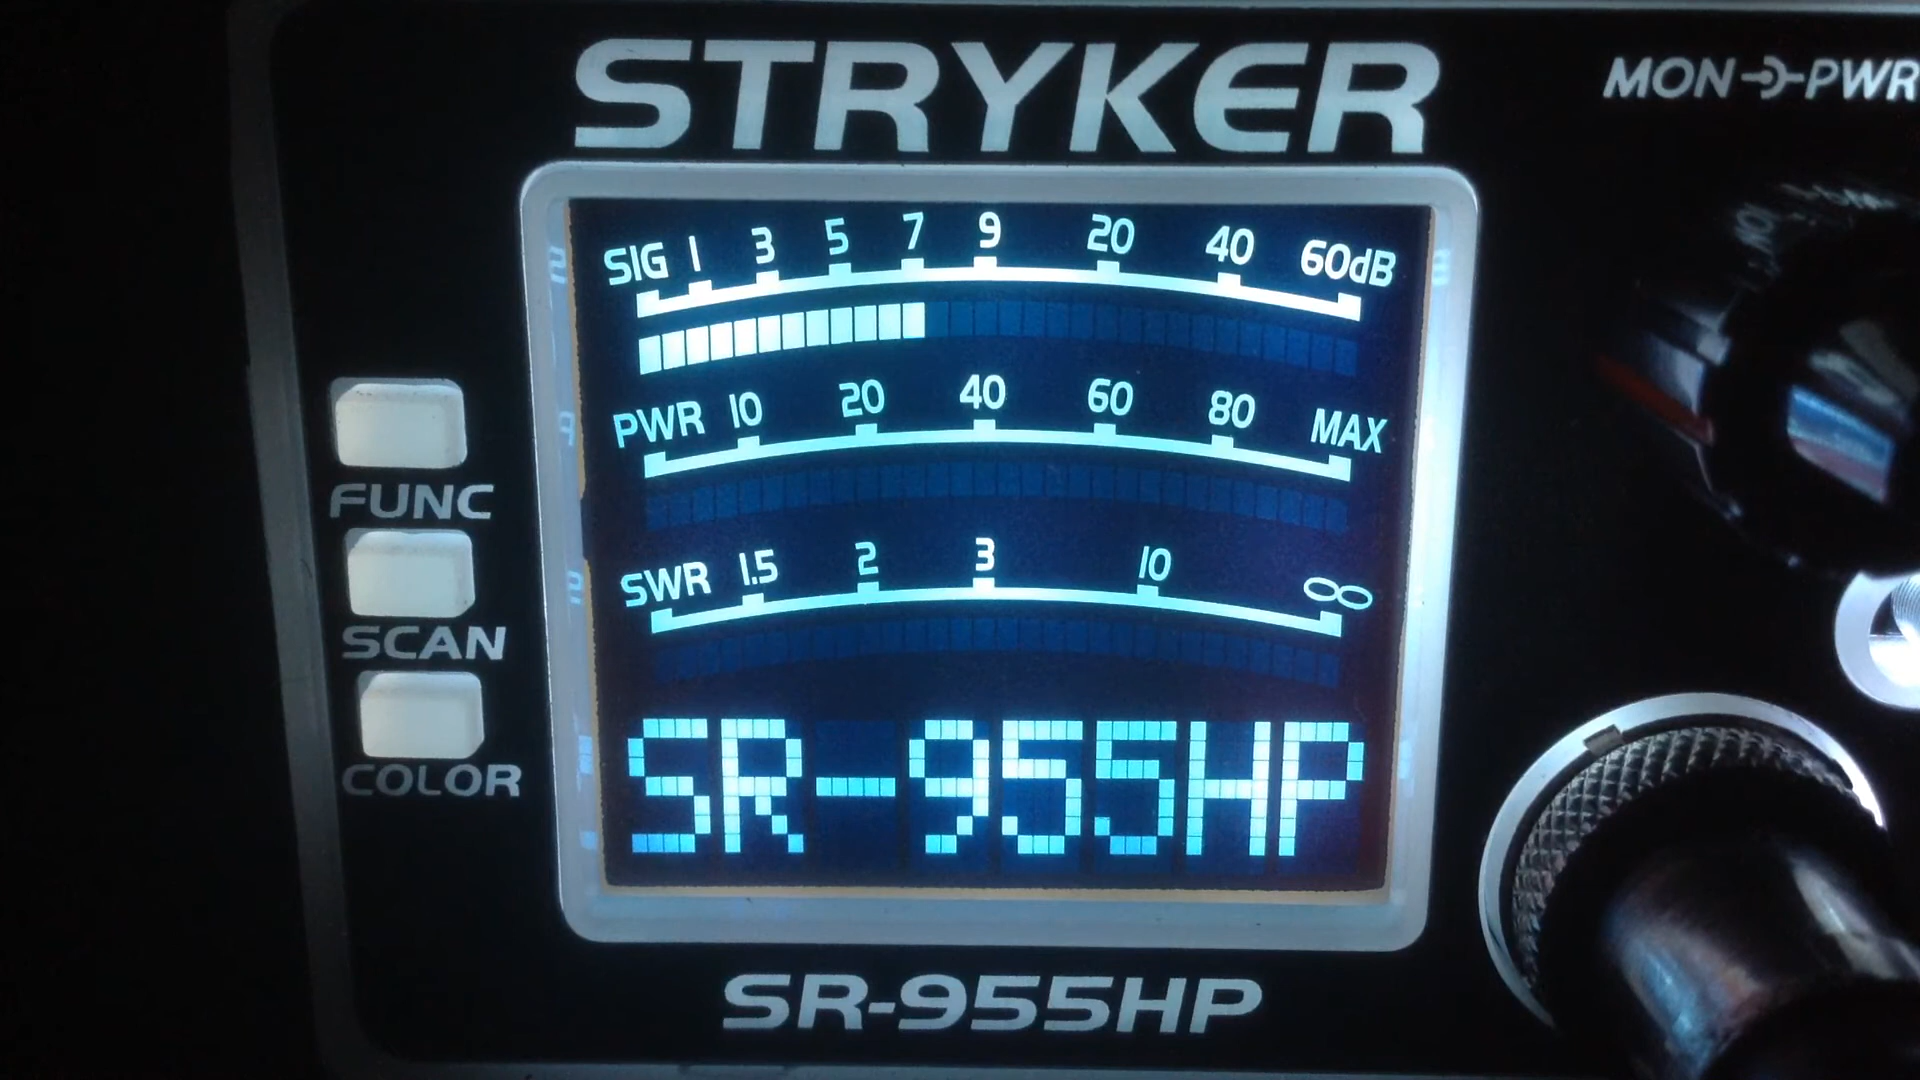 STRYKER
MON PWR
SIG 1 3 5 7 9 20 40 60dB
PWR 10 20 40 60 80 MAX
FUNC
SWR 1.5 2 3 10 ∞
SCAN
COLOR
SR-955HP
SR-955HP